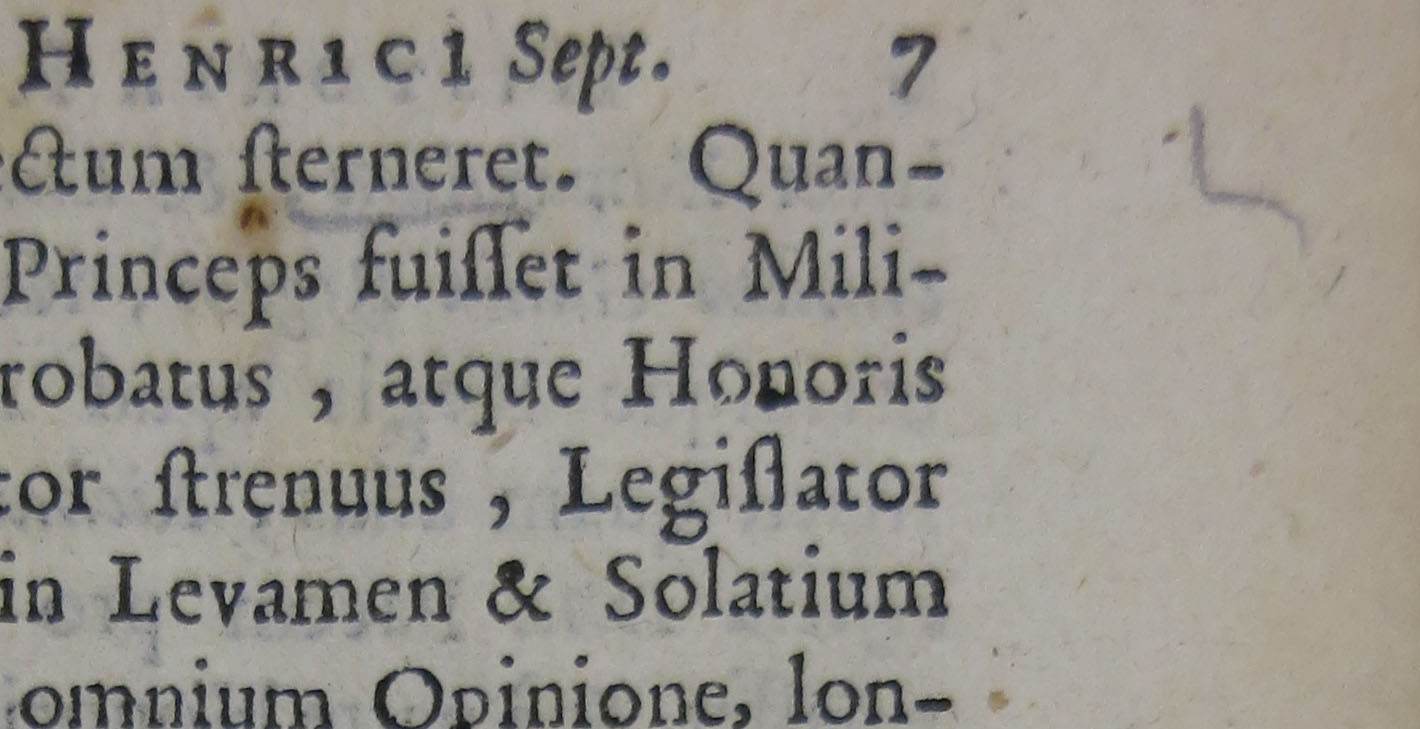 HENRICI Sept. 7
ctum ſterneret. Quan-
Princeps fuiſſet in Mili-
robatus , atque Honoris
tor ſtrenuus , Legiſlator
in Levamen & Solatium
omnium Opinione, lon-